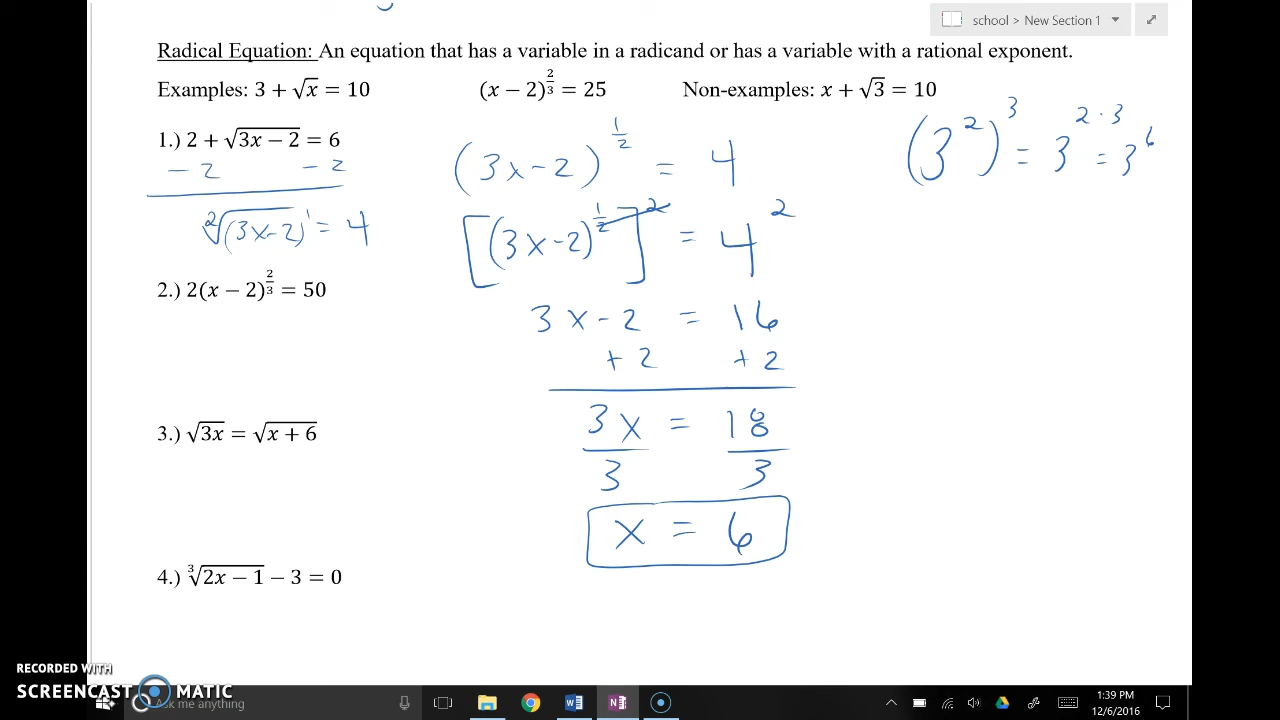 school > New Section 1
Radical Equation: An equation that has a variable in a radicand or has a variable with a rational exponent.
Examples: 3 + √x = 10 (x − 2)^(2/3) = 25 Non-examples: x + √3 = 10
1.) 2 + √(3x − 2) = 6
− 2 − 2
²√(3x−2)¹ = 4
(3x−2)^(1/2) = 4
[(3x−2)^(1/2)]² = 4²
3x−2 = 16
+2 +2
3x = 18
3 3
x = 6
(3²)³ = 3^(2·3) = 3⁶
2.) 2(x − 2)^(2/3) = 50
3.) √(3x) = √(x + 6)
4.) ³√(2x − 1) − 3 = 0
RECORDED WITH
SCREENCAST MATIC
Ask me anything
1:39 PM
12/6/2016